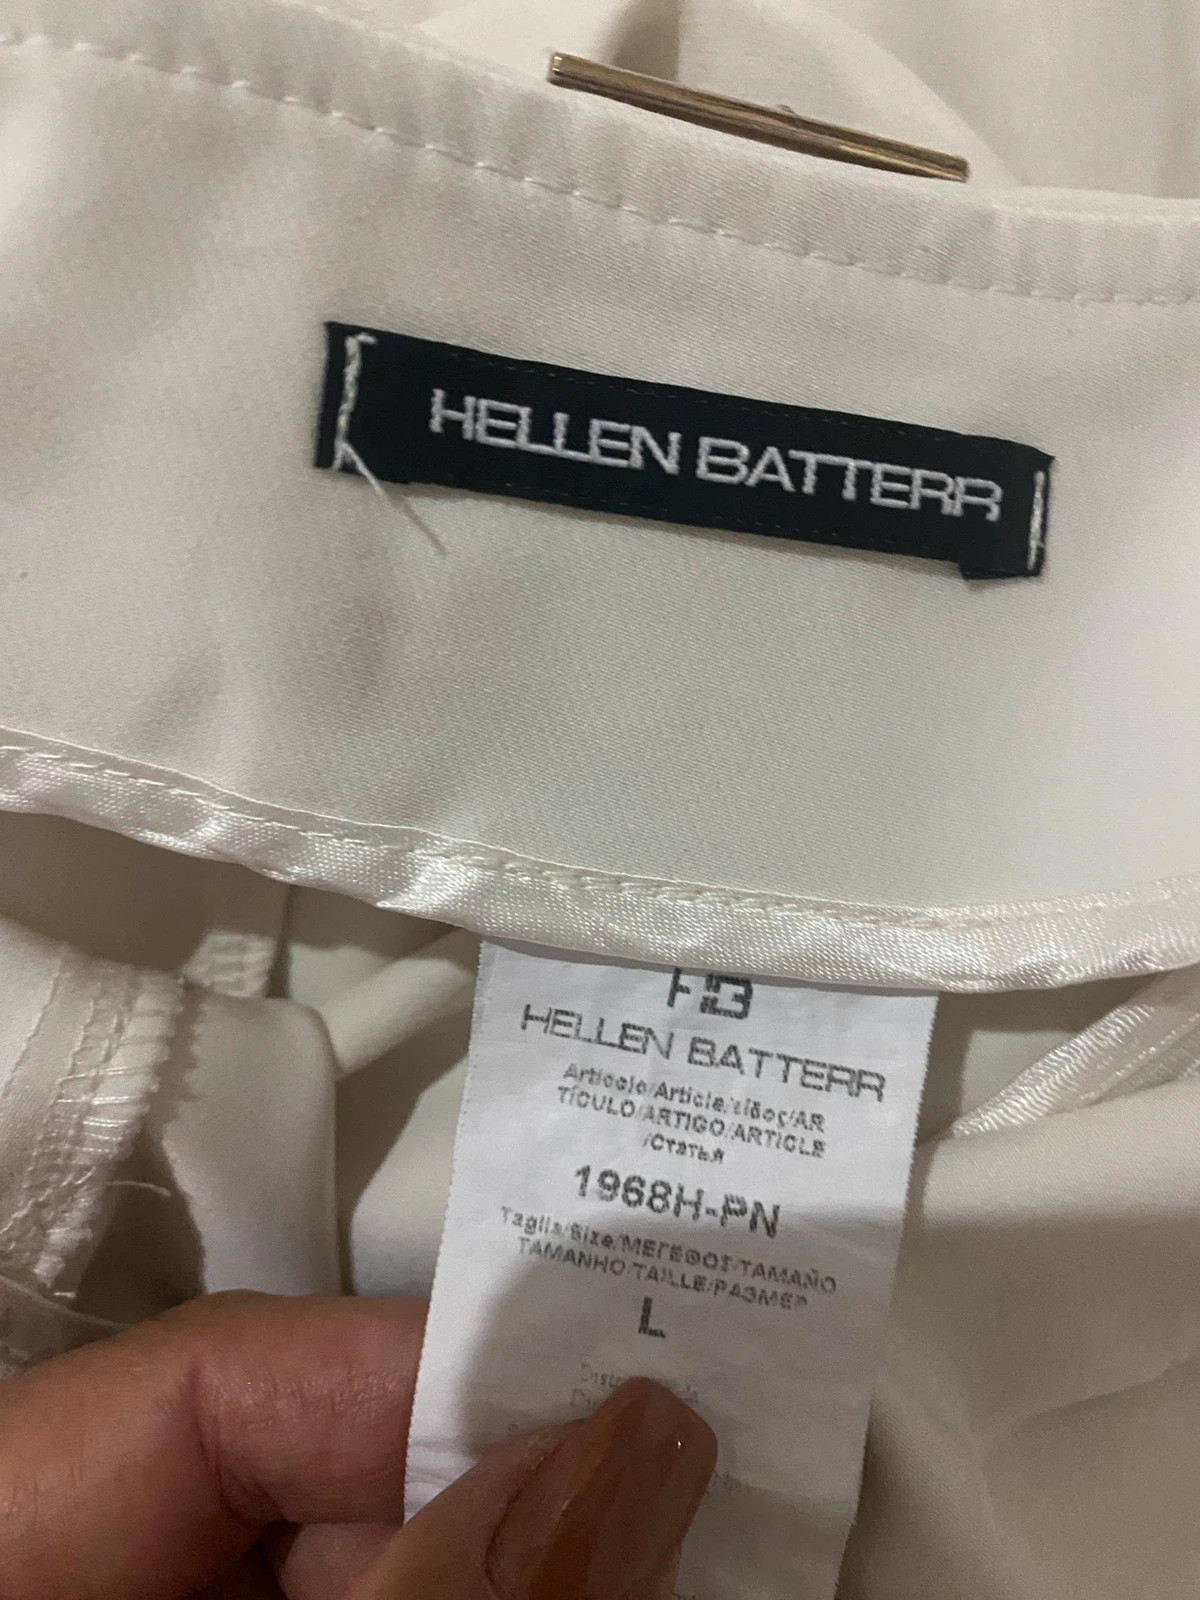 HELLEN BATTERR
HB
HELLEN BATTERR
Articolo/Article/είδος/AR
TÍCULO/ARTIGO/ARTICLE
/Статья
1968H-PN
Taglia/Size/ΜΕΓΕΘΟΣ/TAMAÑO
TAMANHO/TAILLE/РАЗМЕР
L